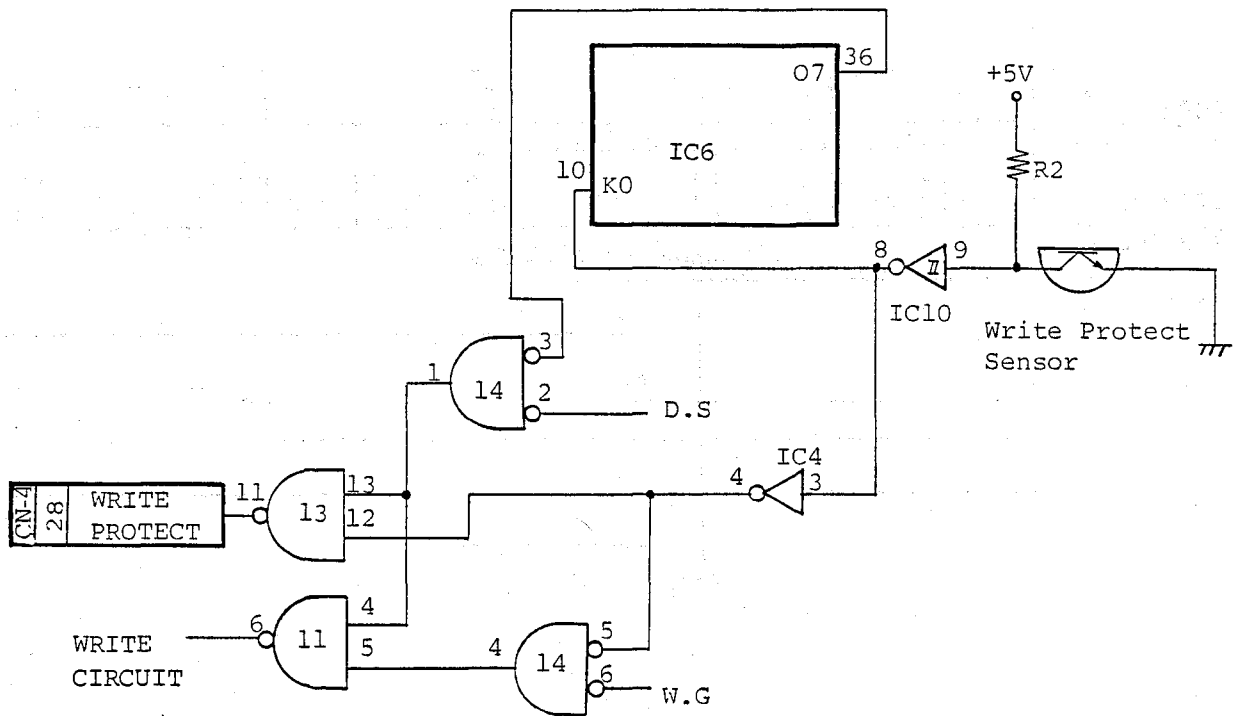 36
O7
+5V
IC6
R2
10
K0
8
9
II
IC10
Write Protect
Sensor
3
1
14
2
D.S
IC4
4
3
CN-4
28
WRITE
PROTECT
11
13
13
12
4
6
11
5
WRITE
CIRCUIT
4
14
5
6
W.G